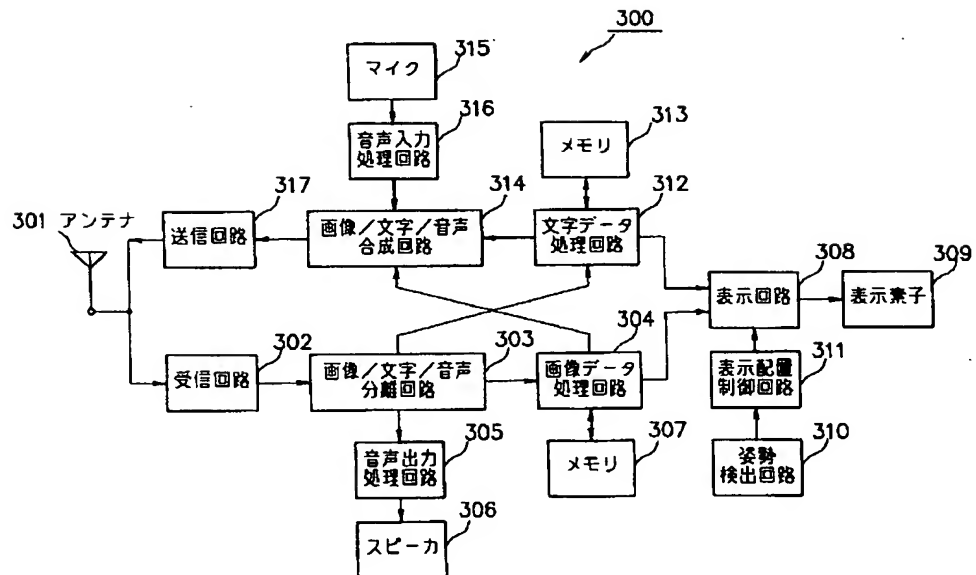 300
315
マイク
316
音声入力
処理回路
313
メモリ
317
314
312
301 アンテナ
送信回路
画像/文字/音声
合成回路
文字データ
処理回路
308
309
表示回路
表示素子
302
303
304
受信回路
画像/文字/音声
分離回路
画像データ
処理回路
311
表示配置
制御回路
305
307
310
音声出力
処理回路
メモリ
姿勢
検出回路
306
スピーカ